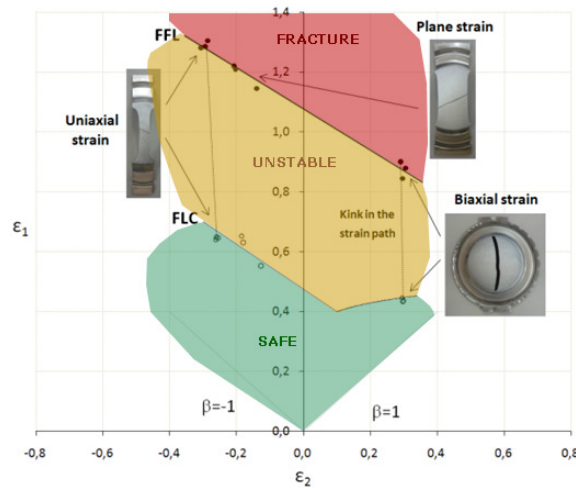 1,4
FFL
FRACTURE
Plane strain
1,2
Uniaxial
strain
1,0
UNSTABLE
0,8
ε1
FLC
Kink in the
strain path
Biaxial strain
0,6
0,4
SAFE
0,2
β=-1
β=1
0,0
-0,8
-0,6
-0,4
-0,2
0,0
0,2
0,4
0,6
0,8
ε2